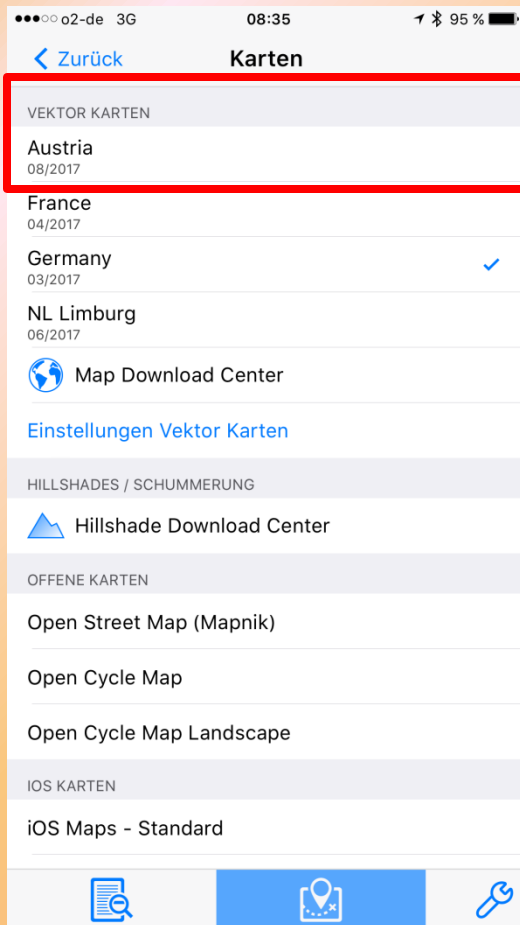 o2-de 3G 08:35 95 %
Zurück Karten
VEKTOR KARTEN
Austria
08/2017
France
04/2017
Germany
03/2017
NL Limburg
06/2017
Map Download Center
Einstellungen Vektor Karten
HILLSHADES / SCHUMMERUNG
Hillshade Download Center
OFFENE KARTEN
Open Street Map (Mapnik)
Open Cycle Map
Open Cycle Map Landscape
IOS KARTEN
iOS Maps - Standard